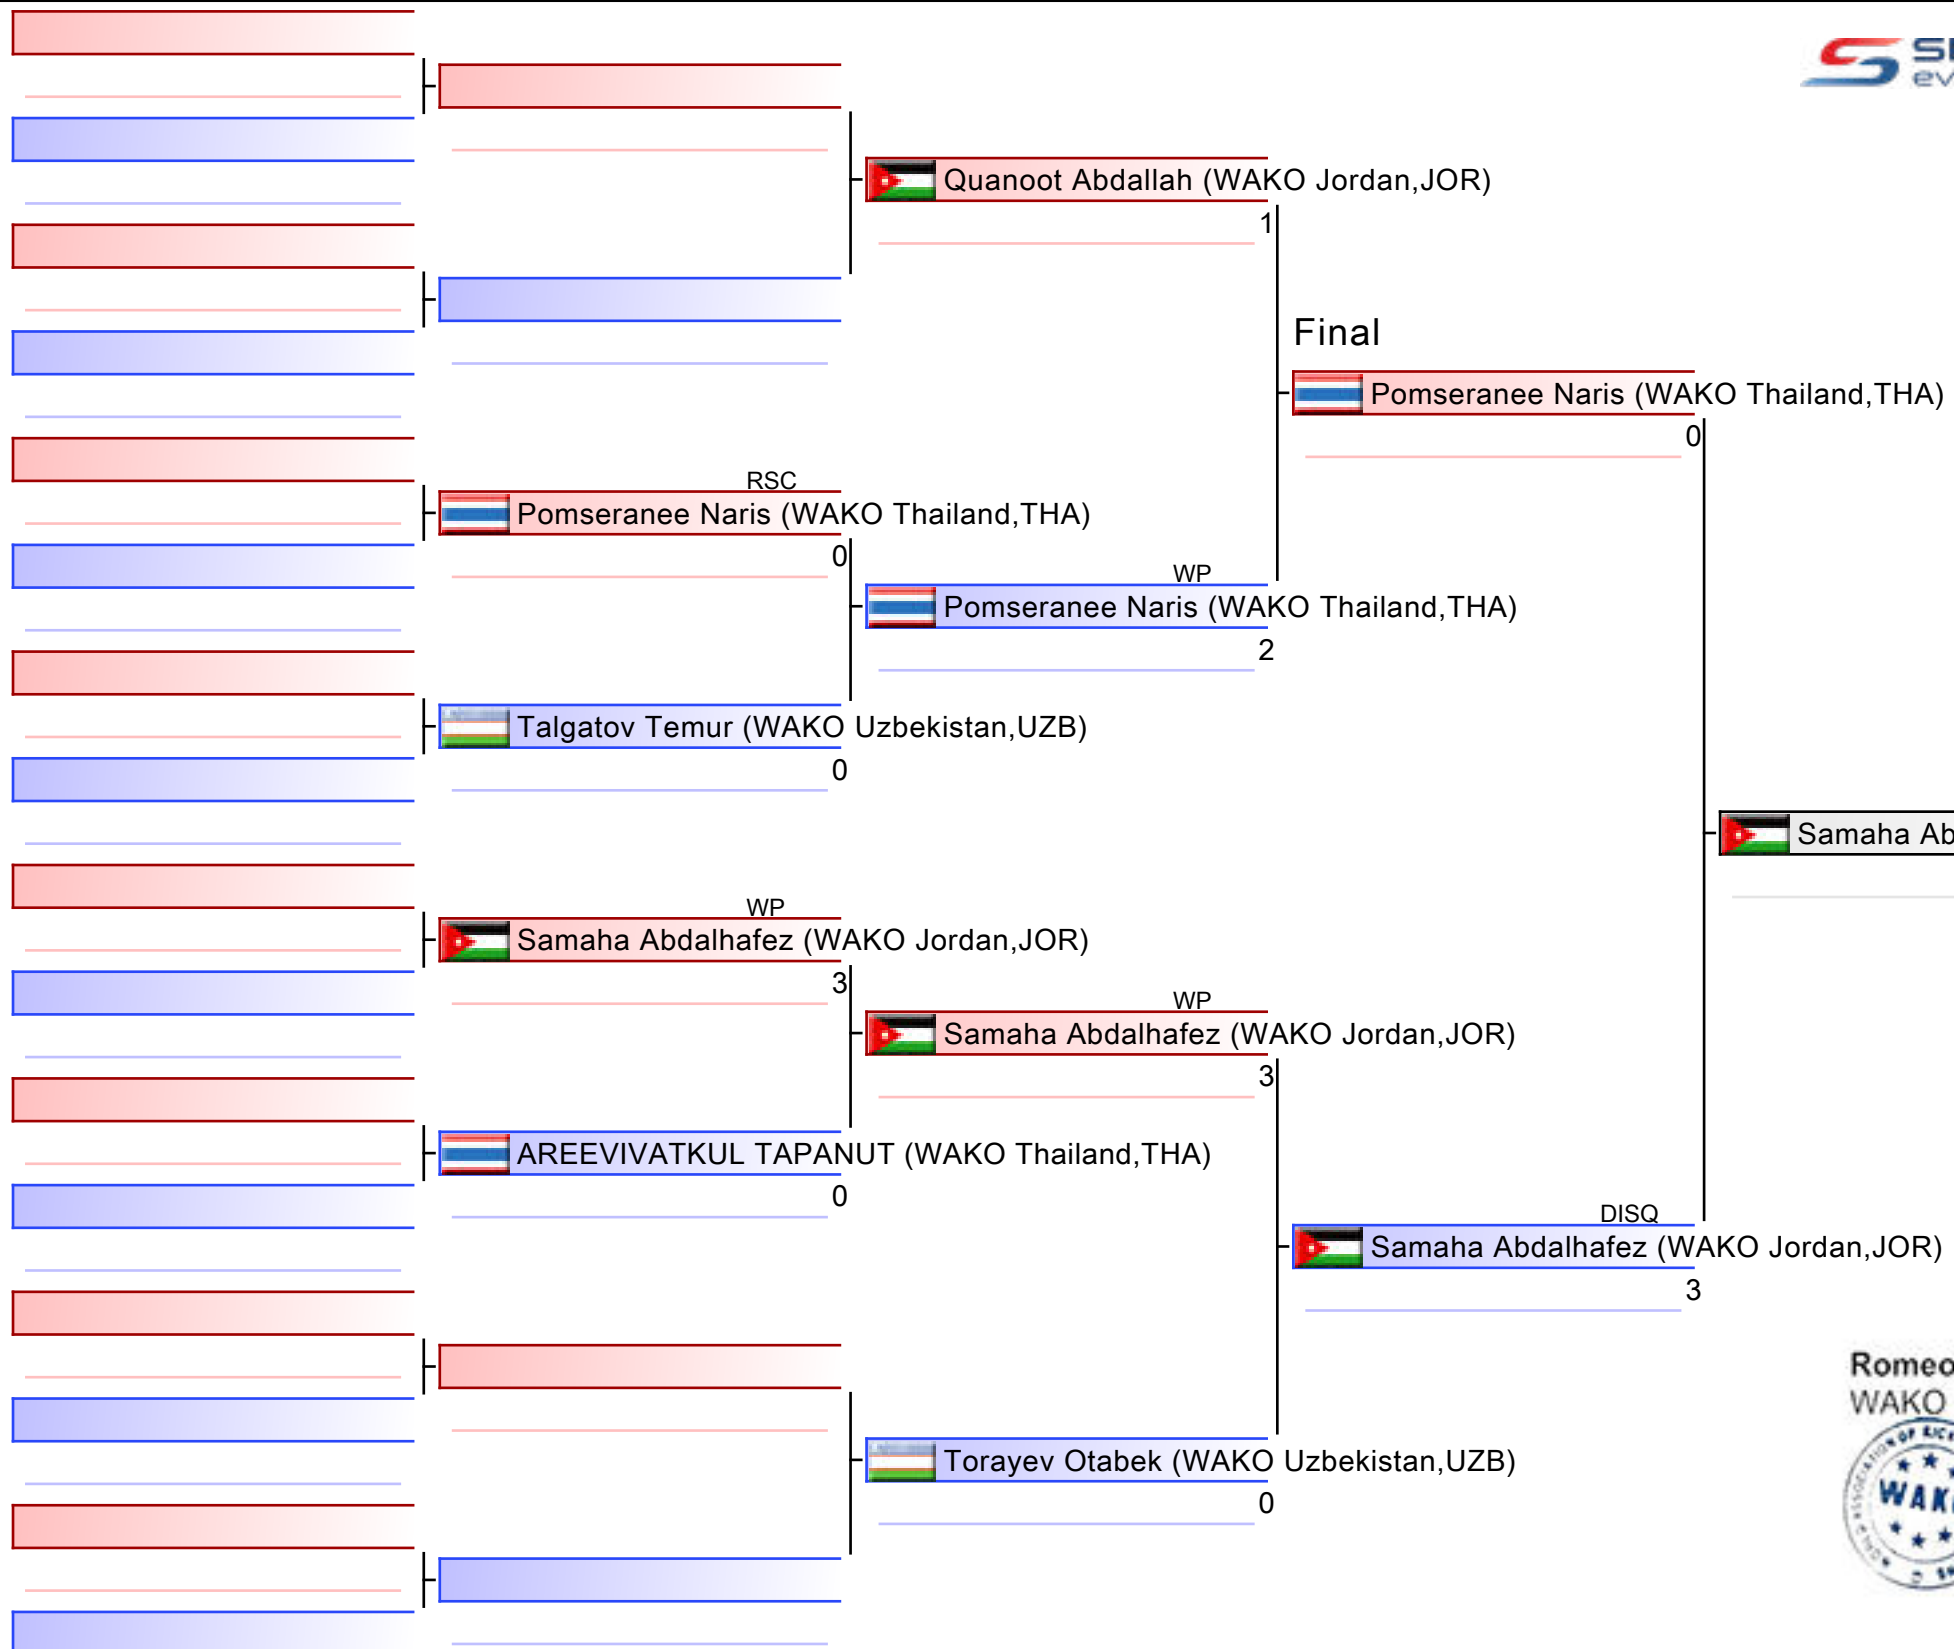 Quanoot Abdallah (WAKO Jordan,JOR)
1
Final
Pomseranee Naris (WAKO Thailand,THA)
0
RSC
Pomseranee Naris (WAKO Thailand,THA)
0
WP
Pomseranee Naris (WAKO Thailand,THA)
2
Talgatov Temur (WAKO Uzbekistan,UZB)
0
Samaha Ab
WP
Samaha Abdalhafez (WAKO Jordan,JOR)
3
WP
Samaha Abdalhafez (WAKO Jordan,JOR)
3
AREEVIVATKUL TAPANUT (WAKO Thailand,THA)
0
DISQ
Samaha Abdalhafez (WAKO Jordan,JOR)
3
Romeo
WAKO
Torayev Otabek (WAKO Uzbekistan,UZB)
0